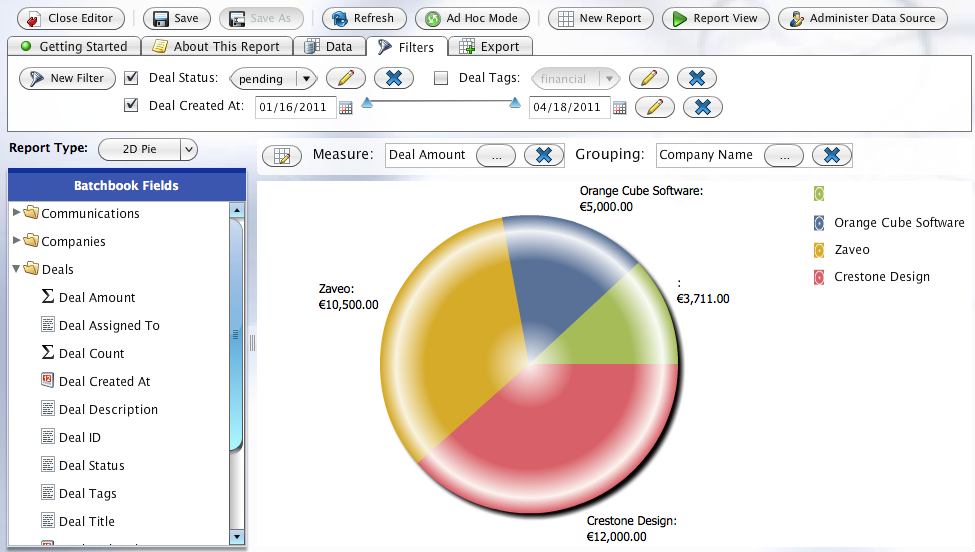 Close Editor Save Save As Refresh Ad Hoc Mode New Report Report View Administer Data Source
Getting Started About This Report Data Filters Export
New Filter Deal Status: pending Deal Tags: financial
Deal Created At: 01/16/2011 04/18/2011
Report Type: 2D Pie Measure: Deal Amount ... Grouping: Company Name ...
Batchbook Fields
Communications
Companies
Deals
Deal Amount
Deal Assigned To
Deal Count
12 Deal Created At
Deal Description
Deal ID
Deal Status
Deal Tags
Deal Title
Orange Cube Software:
€5,000.00
:
€3,711.00
Zaveo:
€10,500.00
Crestone Design:
€12,000.00
Orange Cube Software
Zaveo
Crestone Design